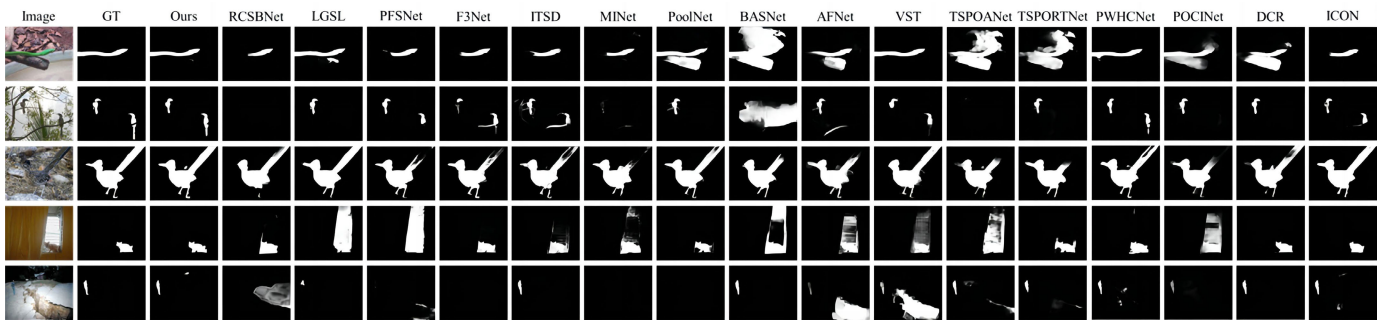 Image GT Ours RCSBNet LGSL PFSNet F3Net ITSD MINet PoolNet BASNet AFNet VST TSPOANet TSPORTNet PWHCNet POCINet DCR ICON